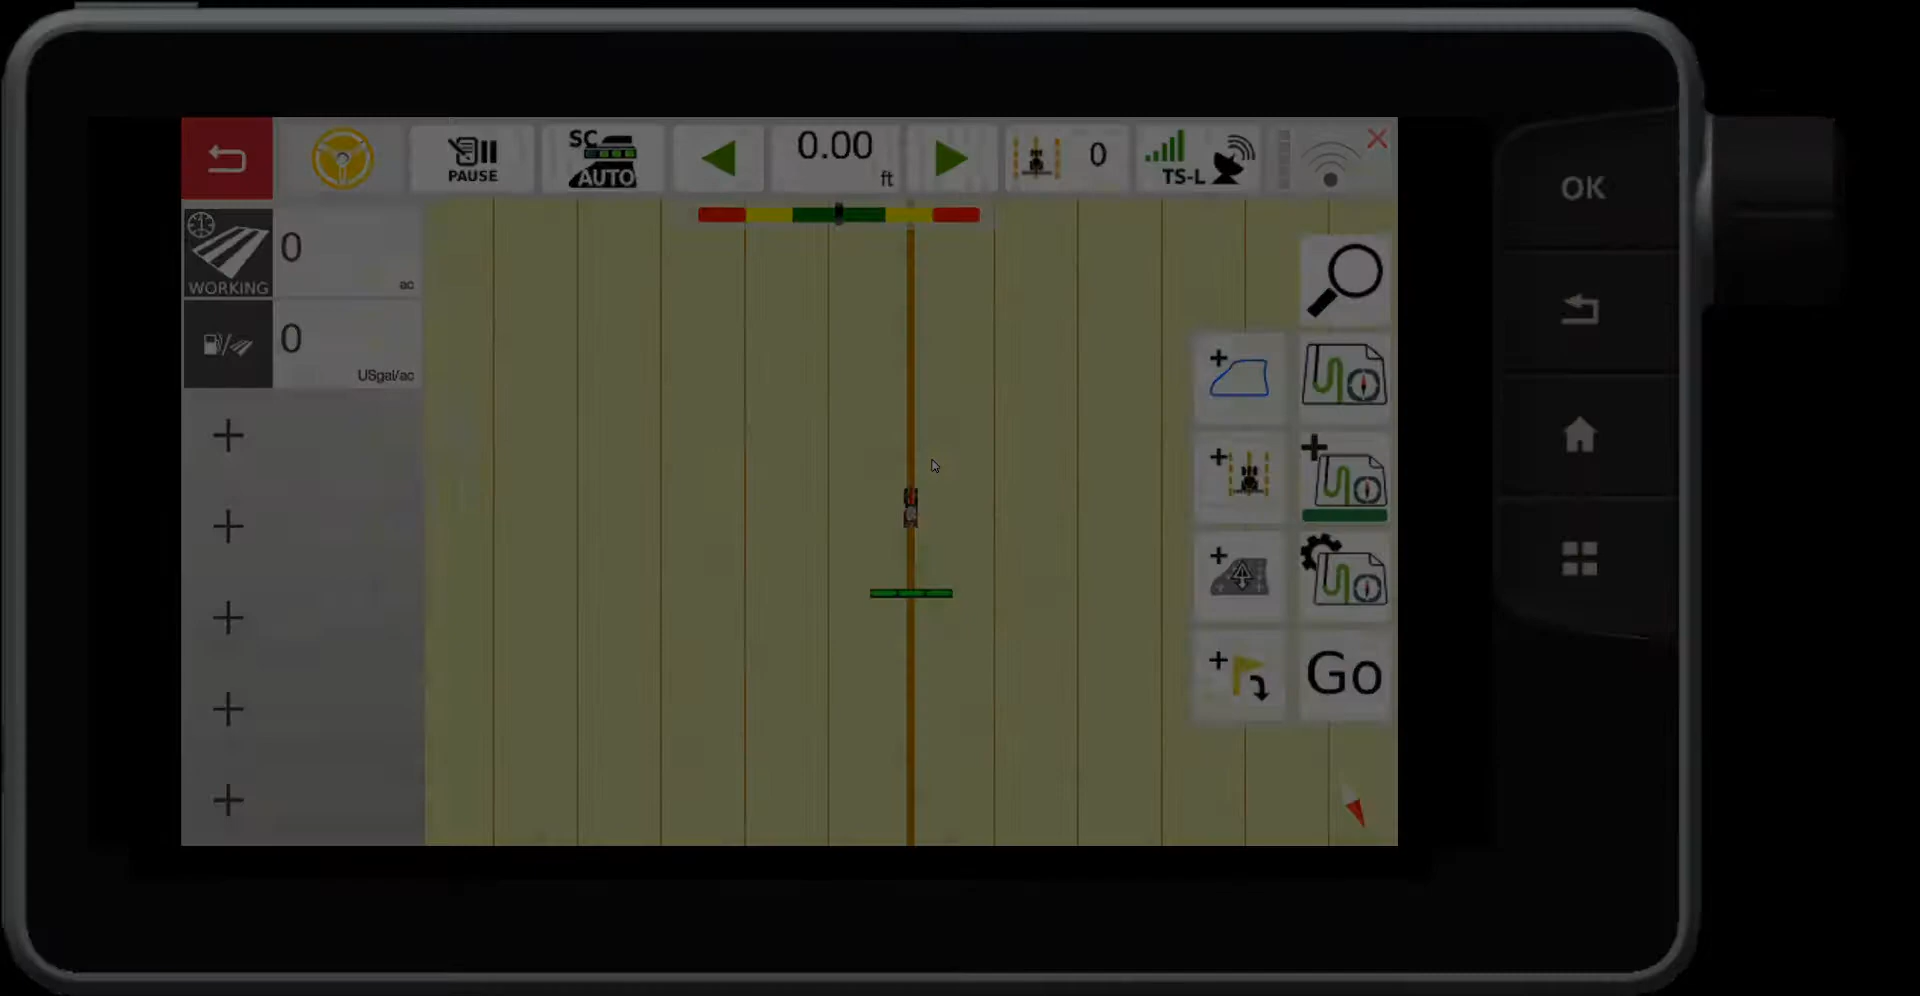 SC
PAUSE
AUTO
0.00
ft
0
TS-L
WORKING
0
ac
0
USgal/ac
Go
OK